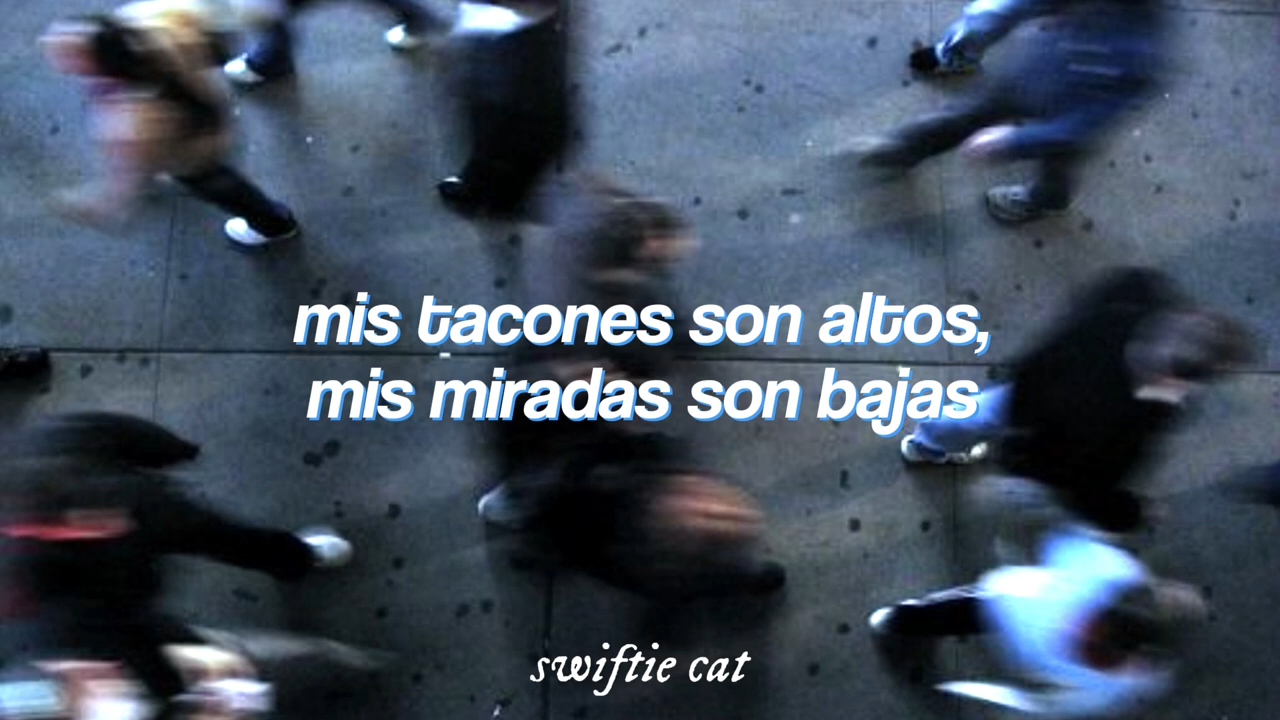 mis tacones son altos,
mis miradas son bajas
swiftie cat